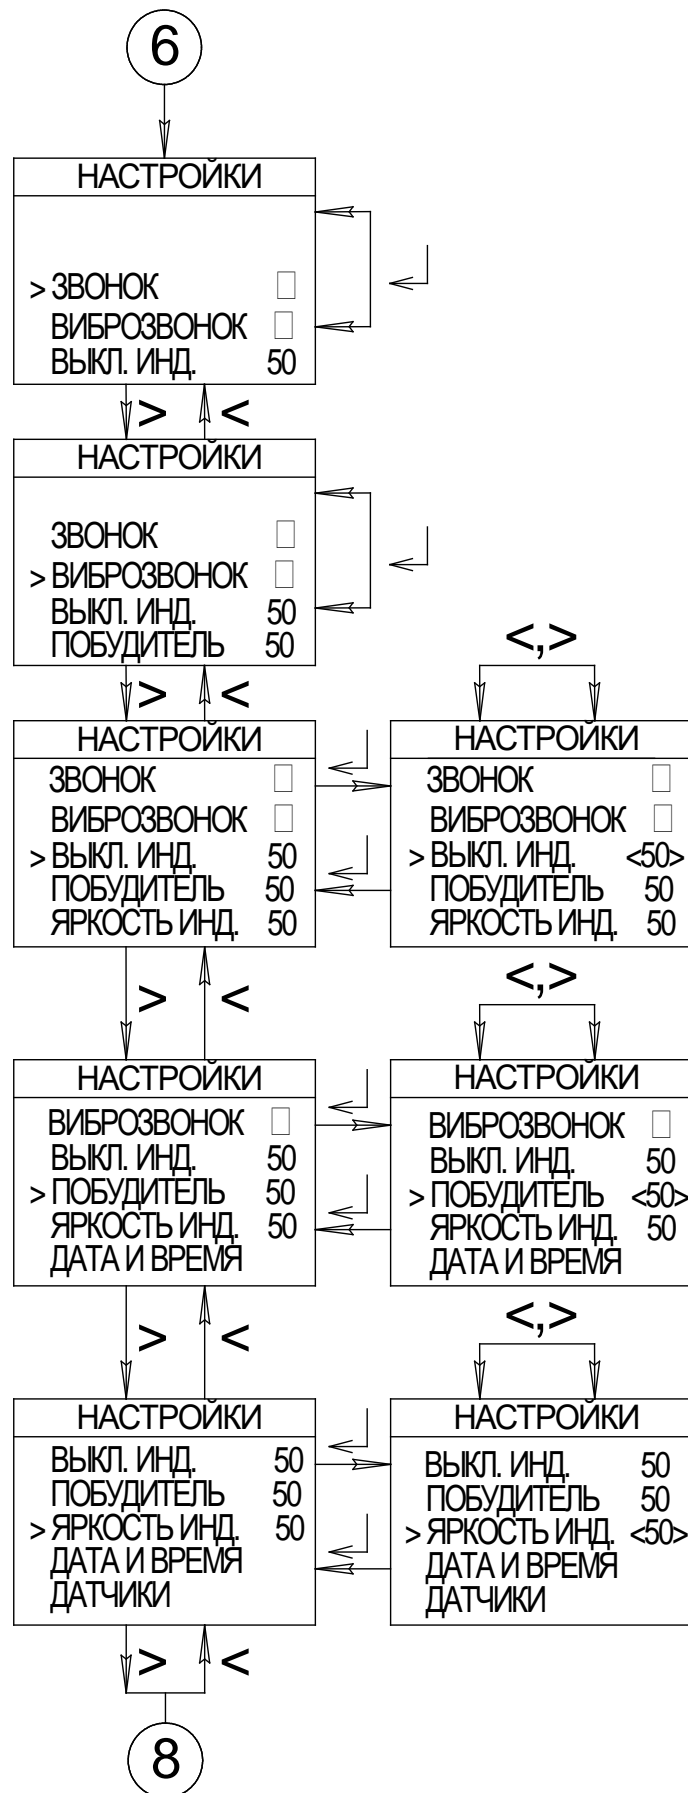 6
НАСТРОЙКИ
> ЗВОНОК □
ВИБРОЗВОНОК □
ВЫКЛ. ИНД. 50
> <
НАСТРОЙКИ
ЗВОНОК □
> ВИБРОЗВОНОК □
ВЫКЛ. ИНД. 50
ПОБУДИТЕЛЬ 50
> <
<,>
НАСТРОЙКИ
ЗВОНОК □
ВИБРОЗВОНОК □
> ВЫКЛ. ИНД. 50
ПОБУДИТЕЛЬ 50
ЯРКОСТЬ ИНД. 50
НАСТРОЙКИ
ЗВОНОК □
ВИБРОЗВОНОК □
> ВЫКЛ. ИНД. <50>
ПОБУДИТЕЛЬ 50
ЯРКОСТЬ ИНД. 50
> <
<,>
НАСТРОЙКИ
ВИБРОЗВОНОК □
ВЫКЛ. ИНД. 50
> ПОБУДИТЕЛЬ 50
ЯРКОСТЬ ИНД. 50
ДАТА И ВРЕМЯ
НАСТРОЙКИ
ВИБРОЗВОНОК □
ВЫКЛ. ИНД. 50
> ПОБУДИТЕЛЬ <50>
ЯРКОСТЬ ИНД. 50
ДАТА И ВРЕМЯ
> <
<,>
НАСТРОЙКИ
ВЫКЛ. ИНД. 50
ПОБУДИТЕЛЬ 50
> ЯРКОСТЬ ИНД. 50
ДАТА И ВРЕМЯ
ДАТЧИКИ
НАСТРОЙКИ
ВЫКЛ. ИНД. 50
ПОБУДИТЕЛЬ 50
> ЯРКОСТЬ ИНД. <50>
ДАТА И ВРЕМЯ
ДАТЧИКИ
> <
8